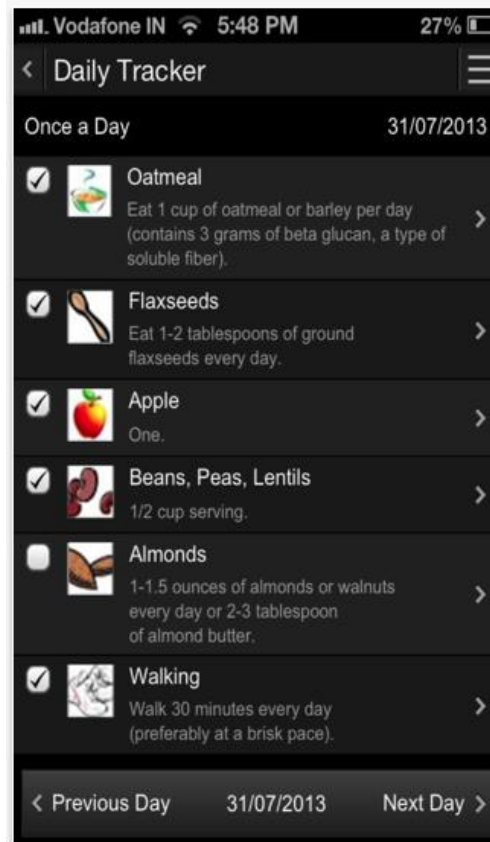 Vodafone IN 5:48 PM 27%
Daily Tracker
Once a Day 31/07/2013
Oatmeal
Eat 1 cup of oatmeal or barley per day
(contains 3 grams of beta glucan, a type of
soluble fiber).
Flaxseeds
Eat 1-2 tablespoons of ground
flaxseeds every day.
Apple
One.
Beans, Peas, Lentils
1/2 cup serving.
Almonds
1-1.5 ounces of almonds or walnuts
every day or 2-3 tablespoon
of almond butter.
Walking
Walk 30 minutes every day
(preferably at a brisk pace).
Previous Day 31/07/2013 Next Day